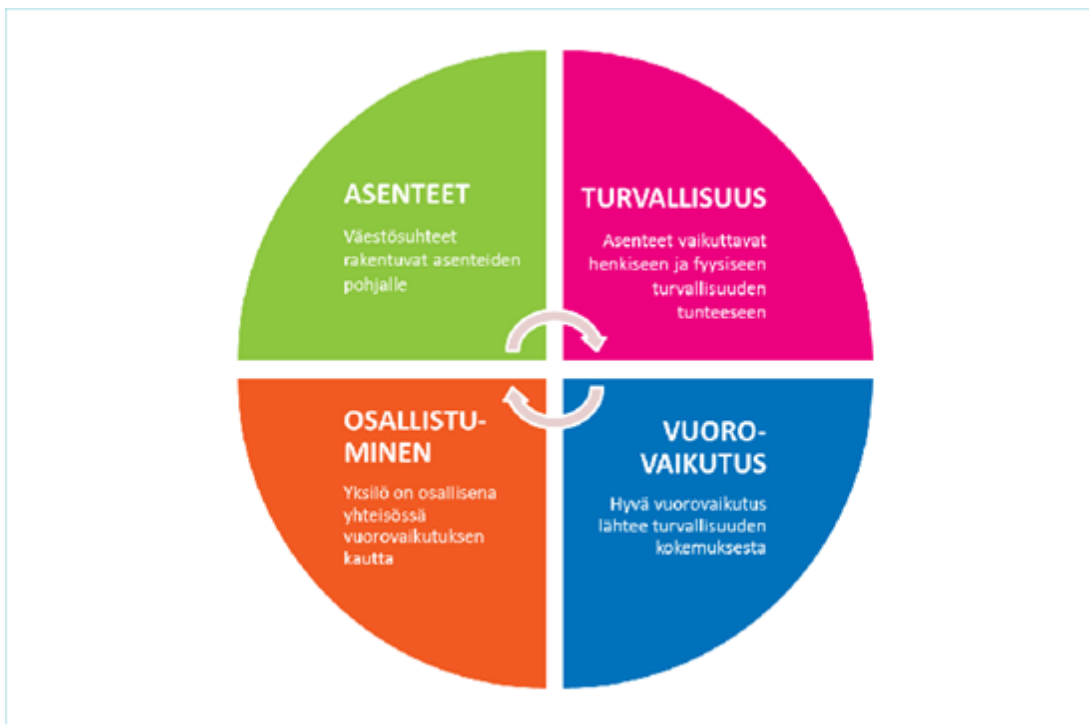 ASENTEET
Väestösuhteet
rakentuvat asenteiden
pohjalle
TURVALLISUUS
Asenteet vaikuttavat
henkiseen ja fyysiseen
turvallisuuden
tunteeseen
OSALLISTU-
MINEN
Yksilö on osallisena
yhteisössä
vuorovaikutuksen
kautta
VUORO-
VAIKUTUS
Hyvä vuorovaikutus
lähtee turvallisuuden
kokemuksesta